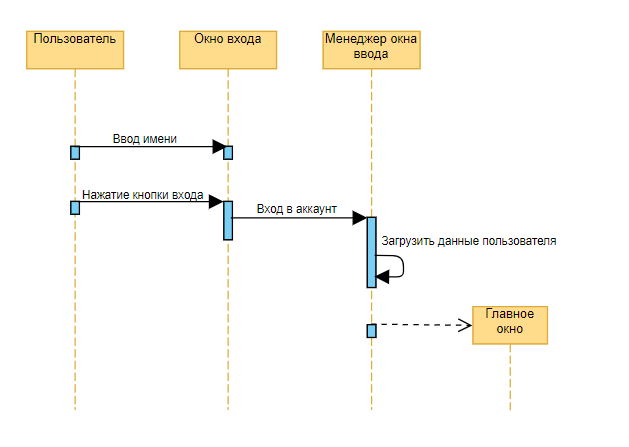 Пользователь
Окно входа
Менеджер окна
ввода
Ввод имени
Нажатие кнопки входа
Вход в аккаунт
Загрузить данные пользователя
Главное
окно